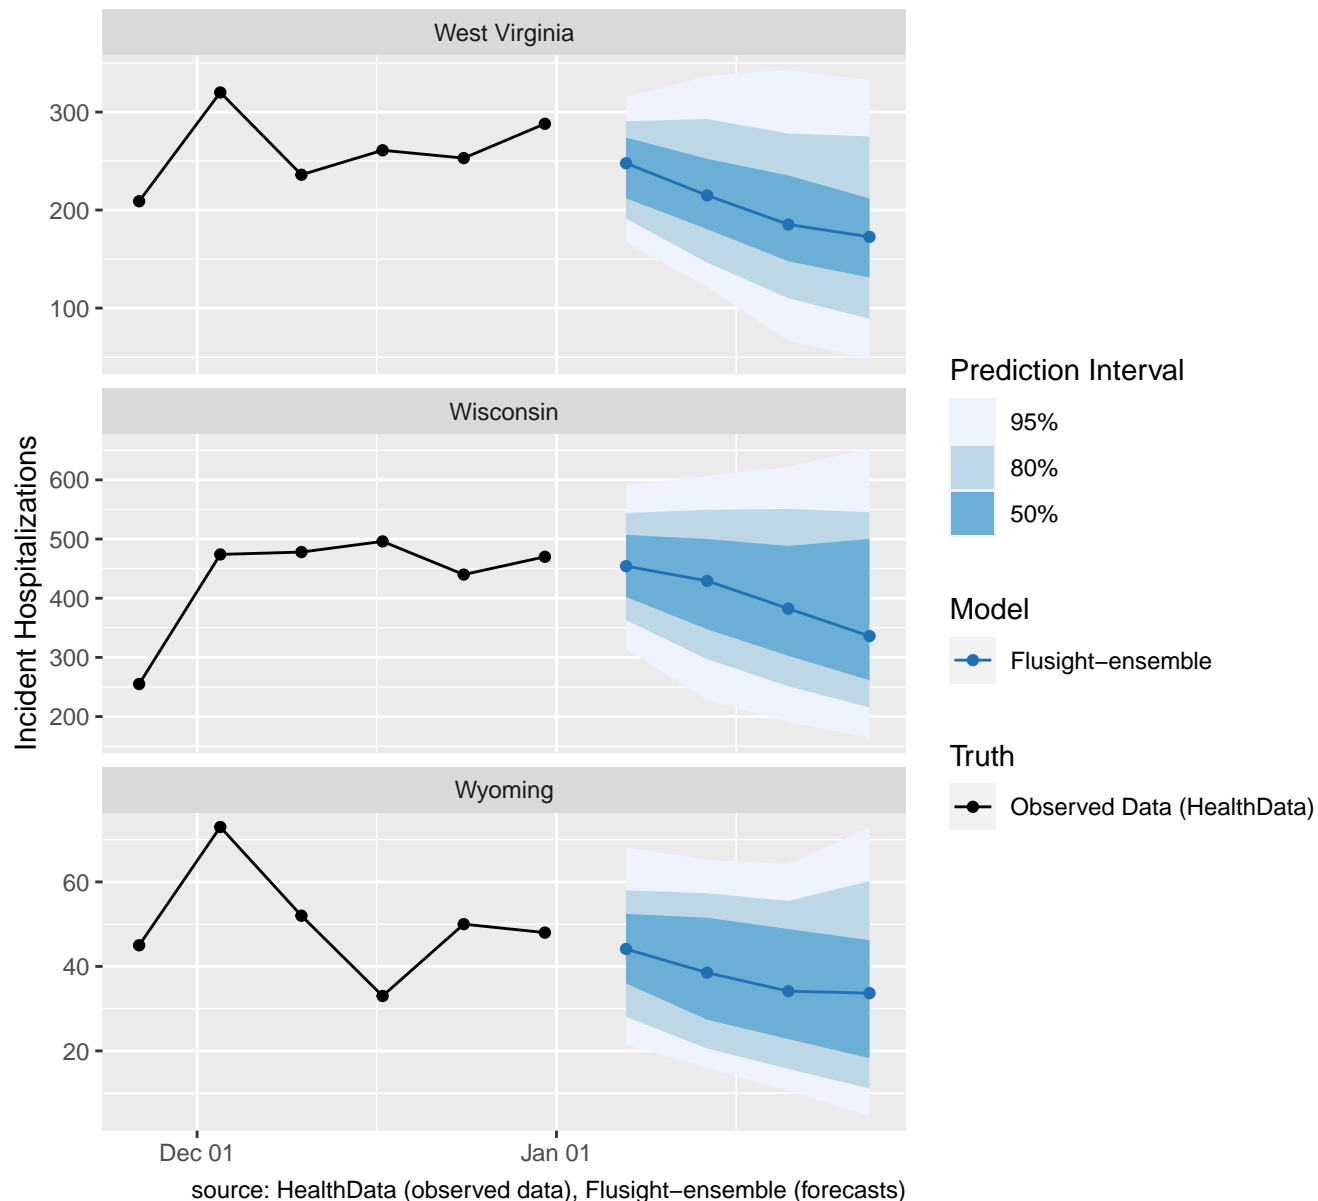 West Virginia
300
200
100
Wisconsin
600
500
400
300
200
Wyoming
60
40
20
Dec 01
Jan 01
Incident Hospitalizations
source: HealthData (observed data), Flusight−ensemble (forecasts)
Prediction Interval
95%
80%
50%
Model
Flusight−ensemble
Truth
Observed Data (HealthData)